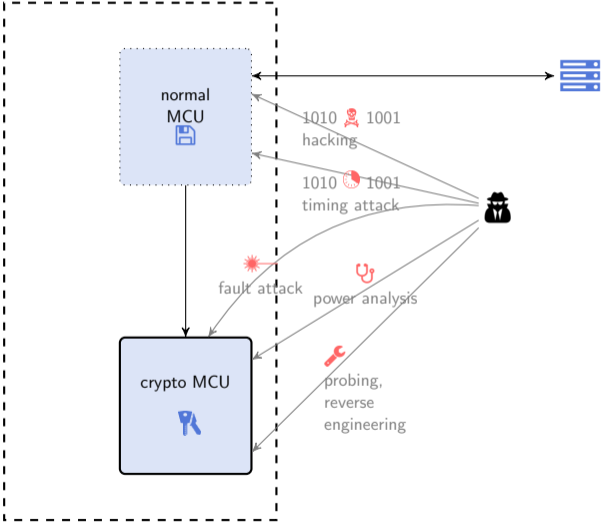 normal
MCU
1010 1001
hacking
1010 1001
timing attack
fault attack
power analysis
crypto MCU
probing,
reverse
engineering